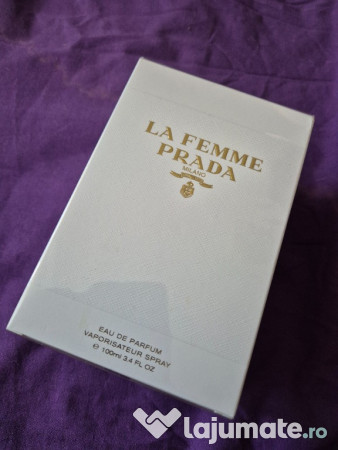 LA FEMME
PRADA
MILANO
EAU DE PARFUM
VAPORISATEUR SPRAY
℮ 100ml 3.4 FL OZ
lajumate.ro